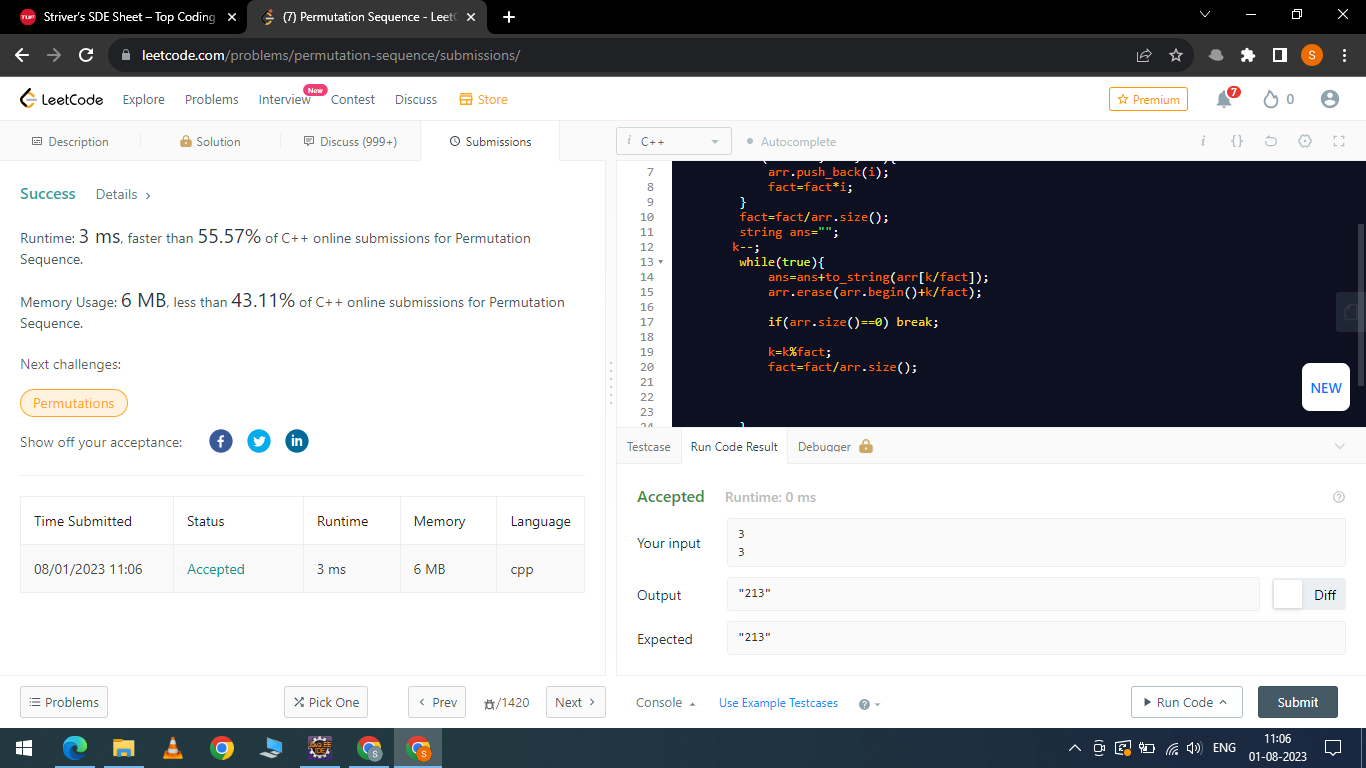 Striver's SDE Sheet – Top Coding
(7) Permutation Sequence - LeetC
leetcode.com/problems/permutation-sequence/submissions/
S
LeetCode
Explore
Problems
Interview
New
Contest
Discuss
Store
Premium
7
0
Description
Solution
Discuss (999+)
Submissions
i C++
Autocomplete
i {}
Success
Details
Runtime: 3 ms, faster than 55.57% of C++ online submissions for Permutation
Sequence.
Memory Usage: 6 MB, less than 43.11% of C++ online submissions for Permutation
Sequence.
Next challenges:
Permutations
Show off your acceptance:
Time Submitted Status Runtime Memory Language
08/01/2023 11:06 Accepted 3 ms 6 MB cpp
7 arr.push_back(i);
8 fact=fact*i;
9 }
10 fact=fact/arr.size();
11 string ans="";
12 k--;
13 while(true){
14 ans=ans+to_string(arr[k/fact]);
15 arr.erase(arr.begin()+k/fact);
16
17 if(arr.size()==0) break;
18
19 k=k%fact;
20 fact=fact/arr.size();
21
22
23
24 }
NEW
Testcase
Run Code Result
Debugger
Accepted Runtime: 0 ms
Your input
3
3
Output
"213"
Diff
Expected
"213"
Problems
Pick One
Prev
/1420
Next
Console
Use Example Testcases
Run Code
Submit
ENG
11:06
01-08-2023